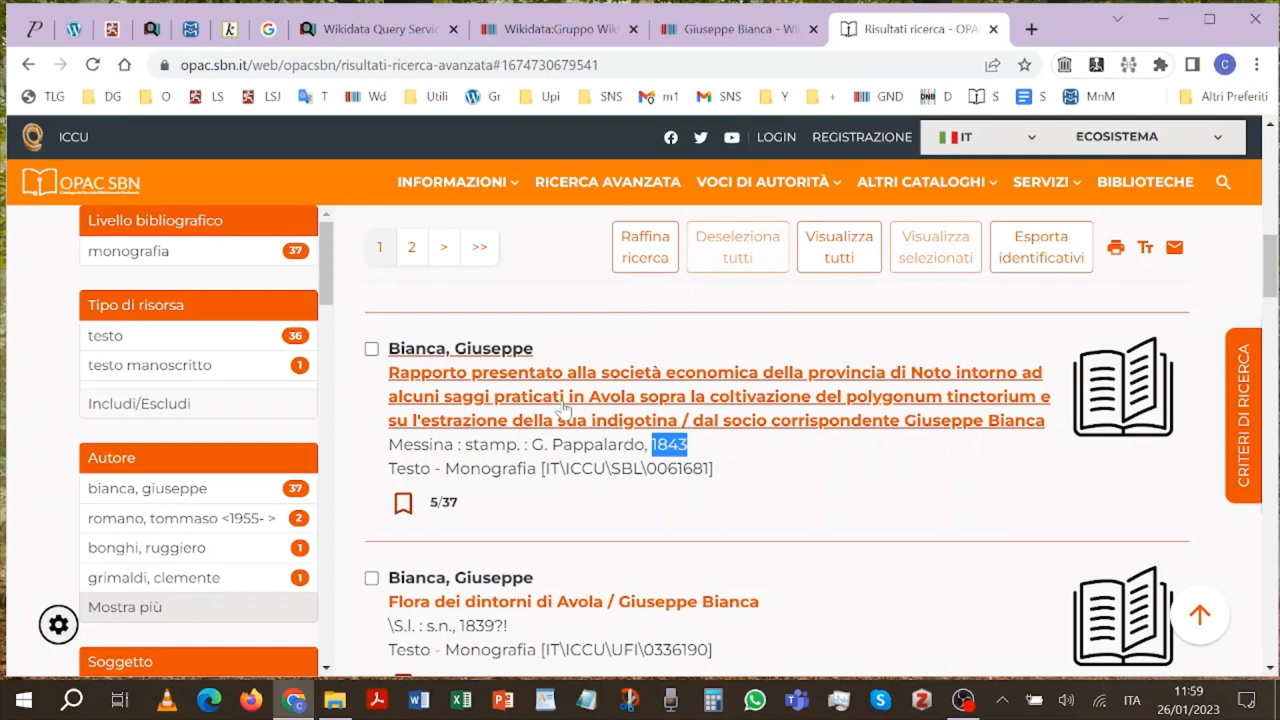 Wikidata Query Servic
Wikidata:Gruppo Wiki
Giuseppe Bianca - Wi
Risultati ricerca - OPA
opac.sbn.it/web/opacsbn/risultati-ricerca-avanzata#1674730679541
C
TLG
DG
O
LS
LSJ
T
Wd
Utili
Gr
Upi
SNS
m1
SNS
Y
+
GND
D
S
S
MnM
Altri Preferiti
ICCU
LOGIN
REGISTRAZIONE
IT
ECOSISTEMA
OPAC SBN
INFORMAZIONI
RICERCA AVANZATA
VOCI DI AUTORITÀ
ALTRI CATALOGHI
SERVIZI
BIBLIOTECHE
Livello bibliografico
monografia 37
Tipo di risorsa
testo 36
testo manoscritto 1
Includi/Escludi
Autore
bianca, giuseppe 37
romano, tommaso <1955- > 2
bonghi, ruggiero 1
grimaldi, clemente 1
Mostra più
Soggetto
1 2 > >>
Raffina
ricerca
Deseleziona
tutti
Visualizza
tutti
Visualizza
selezionati
Esporta
identificativi
Bianca, Giuseppe
Rapporto presentato alla società economica della provincia di Noto intorno ad
alcuni saggi praticati in Avola sopra la coltivazione del polygonum tinctorium e
su l'estrazione della sua indigotina / dal socio corrispondente Giuseppe Bianca
Messina : stamp. : G. Pappalardo, 1843
Testo - Monografia [IT\ICCU\SBL\0061681]
5/37
Bianca, Giuseppe
Flora dei dintorni di Avola / Giuseppe Bianca
\S.l. : s.n., 1839?!
Testo - Monografia [IT\ICCU\UFI\0336190]
CRITERI DI RICERCA
ITA
11:59
26/01/2023